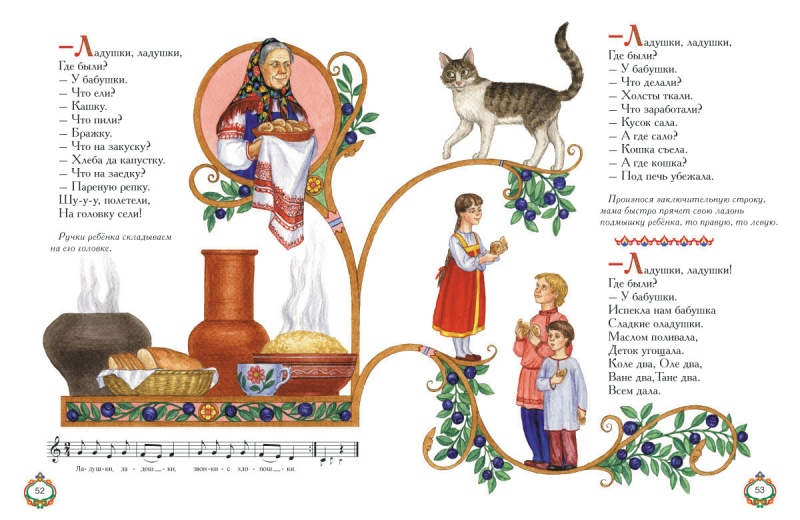 — Ладушки, ладушки,
Где были?
— У бабушки.
— Что ели?
— Кашку.
— Что пили?
— Бражку.
— Что на закуску?
— Хлеба да капустку.
— Что на заедку?
— Пареную репку.
Шу-у-у, полетели,
На головку сели!
Ручки ребёнка складываем
на его головке.
Ла-душ-ки, ла - дош - ки, звон-ки - е хло - пош - ки.
52
— Ладушки, ладушки,
Где были?
— У бабушки.
— Что делали?
— Холсты ткали.
— Что заработали?
— Кусок сала.
— А где сало?
— Кошка съела.
— А где кошка?
— Под печь убежала.
Произнося заключительную строку,
мама быстро прячет свою ладонь
подмышку ребёнка, то правую, то левую.
— Ладушки, ладушки!
Где были?
— У бабушки.
Испекла нам бабушка
Сладкие оладушки.
Маслом поливала,
Деток угощала.
Коле два, Оле два,
Ване два, Тане два.
Всем дала.
53